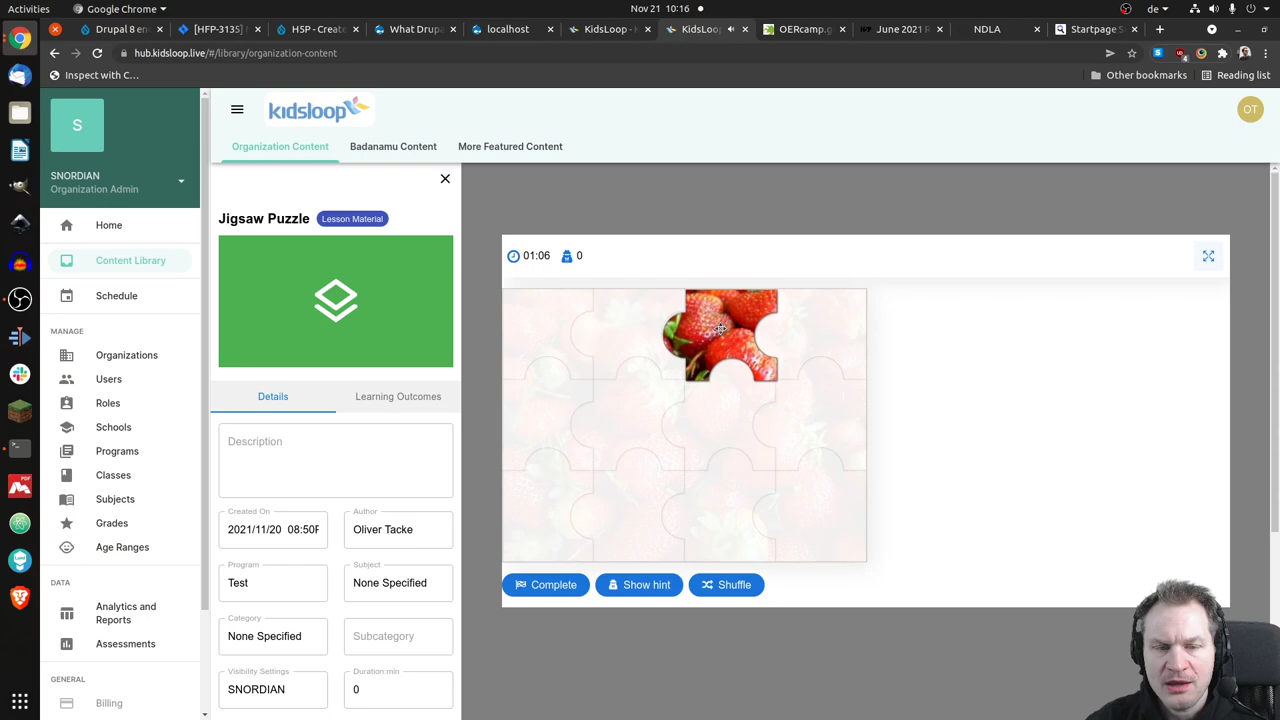 Activities
Google Chrome
Nov 21 10:16
de
Drupal 8 en
[HFP-3135]
H5P - Creat
What Drupa
localhost
KidsLoop -
KidsLoo
OERcamp.g
June 2021 R
NDLA
Startpage S
hub.kidsloop.live/#/library/organization-content
Inspect with C...
Other bookmarks
Reading list
S
SNORDIAN
Organization Admin
Home
Content Library
Schedule
MANAGE
Organizations
Users
Roles
Schools
Programs
Classes
Subjects
Grades
Age Ranges
DATA
Analytics and
Reports
Assessments
GENERAL
Billing
kidsloop
OT
Organization Content
Badanamu Content
More Featured Content
Jigsaw Puzzle
Lesson Material
Details
Learning Outcomes
Description
Created On
2021/11/20 08:50P
Author
Oliver Tacke
Program
Test
Subject
None Specified
Category
None Specified
Subcategory
Visibility Settings
SNORDIAN
Duration:min
0
01:06
0
Complete
Show hint
Shuffle